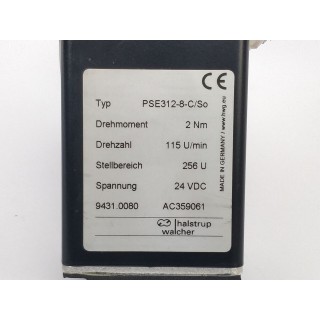 CE
Typ PSE312-8-C/So
Drehmoment 2 Nm
Drehzahl 115 U/min
Stellbereich 256 U
Spannung 24 VDC
9431.0080 AC359061
halstrup
walcher
MADE IN GERMANY / www.hwg.eu